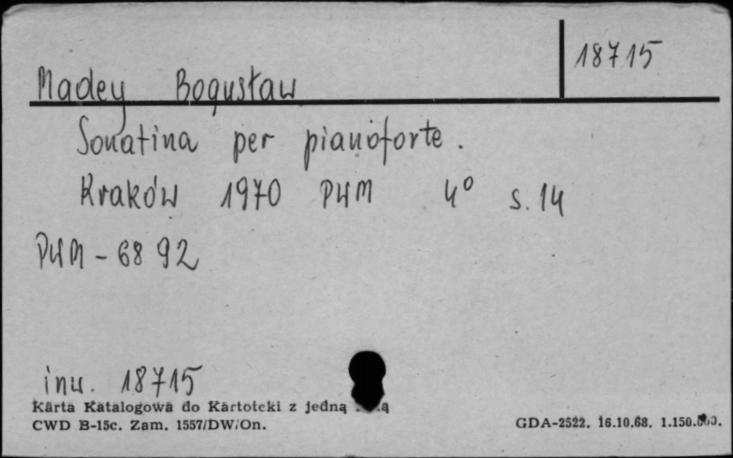 18715
Madey Bogusław
Sonatina per pianoforte.
Kraków 1970 PWM 4° s. 14
PWM - 6892
inw. 18715
Karta Katalogowa do Kartoteki z jedną
CWD B-15c. Zam. 1557/DW/On.
GDA-2522. 16.10.68.